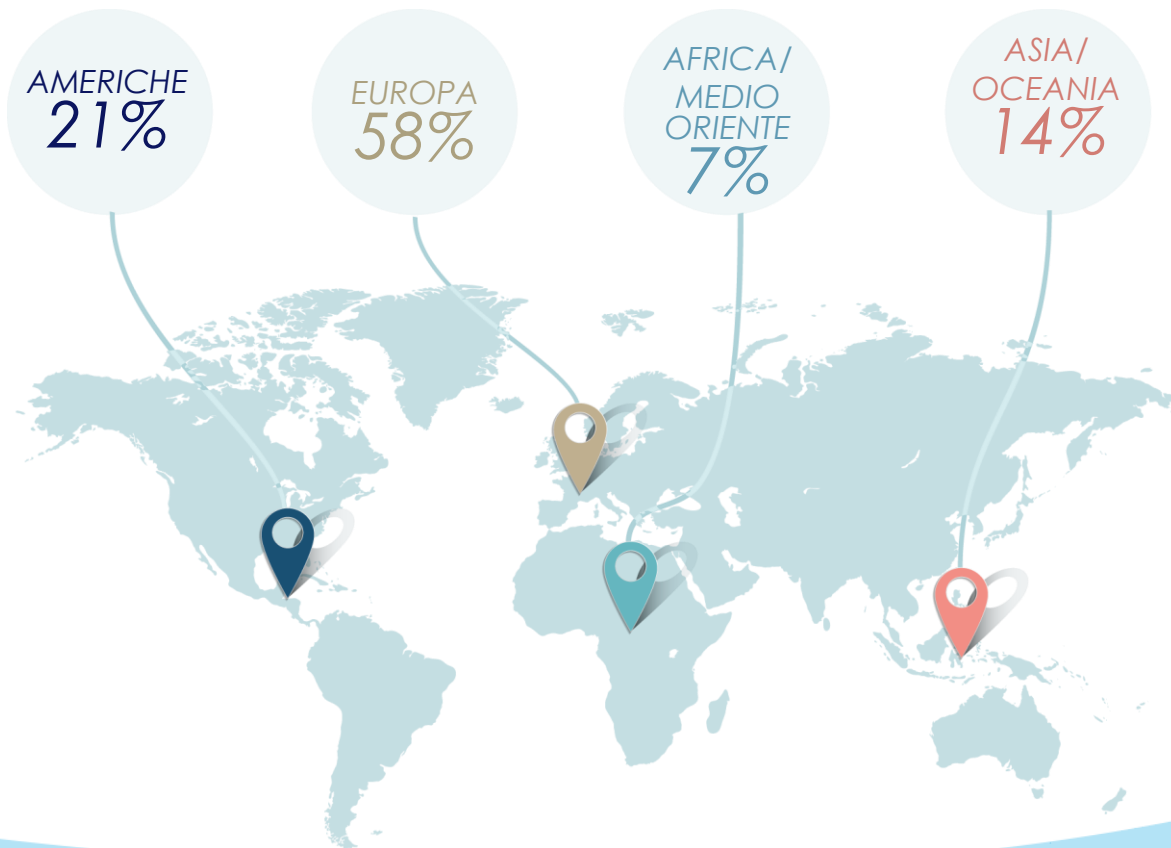 AMERICHE
21%
EUROPA
58%
AFRICA/
MEDIO
ORIENTE
7%
ASIA/
OCEANIA
14%